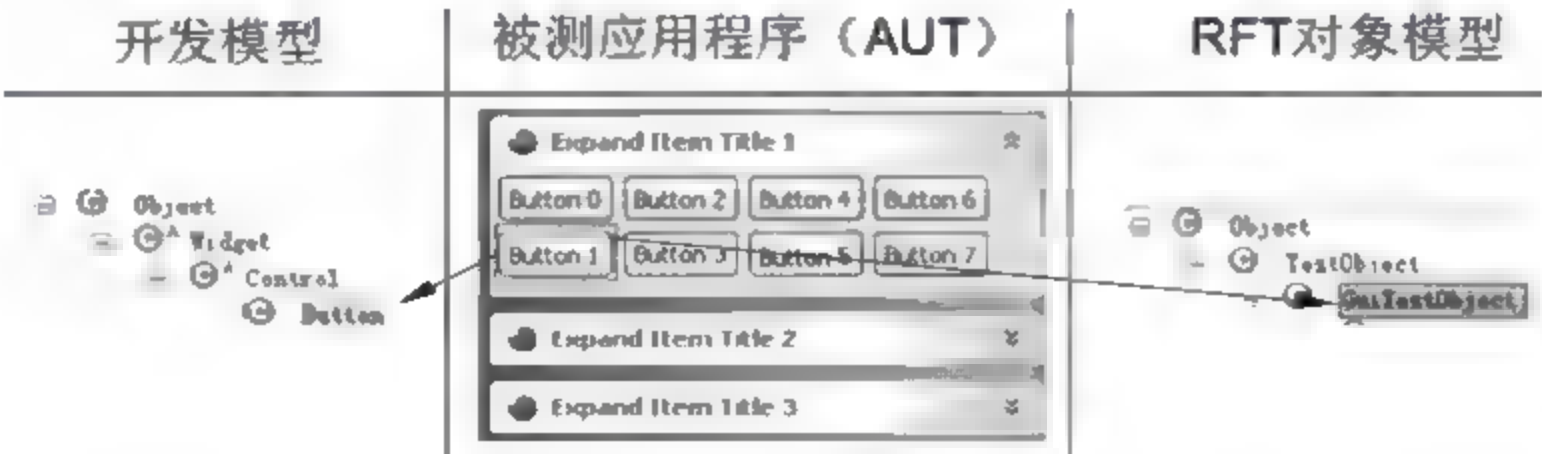 开发模型
被测应用程序（AUT）
RFT对象模型
Object
Widget
Control
Button
Expand Item Title 1
Button 0 Button 2 Button 4 Button 6
Button 1 Button 3 Button 5 Button 7
Expand Item Title 2
Expand Item Title 3
Object
TestObject
GuiTestObject